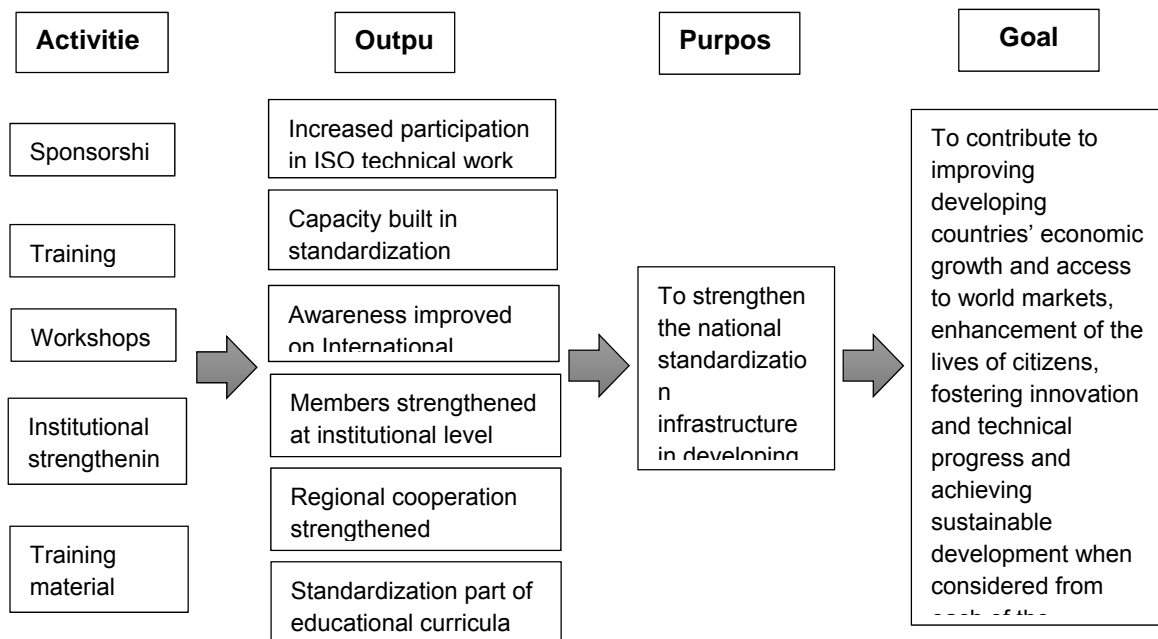 Activitie
Outpu
Purpos
Goal
Sponsorshi
Training
Workshops
Institutional
strengthenin
Training
material
Increased participation
in ISO technical work
Capacity built in
standardization
Awareness improved
on International
Members strengthened
at institutional level
Regional cooperation
strengthened
Standardization part of
educational curricula
To strengthen
the national
standardizatio
n
infrastructure
in developing
To contribute to
improving
developing
countries’ economic
growth and access
to world markets,
enhancement of the
lives of citizens,
fostering innovation
and technical
progress and
achieving
sustainable
development when
considered from
each of the